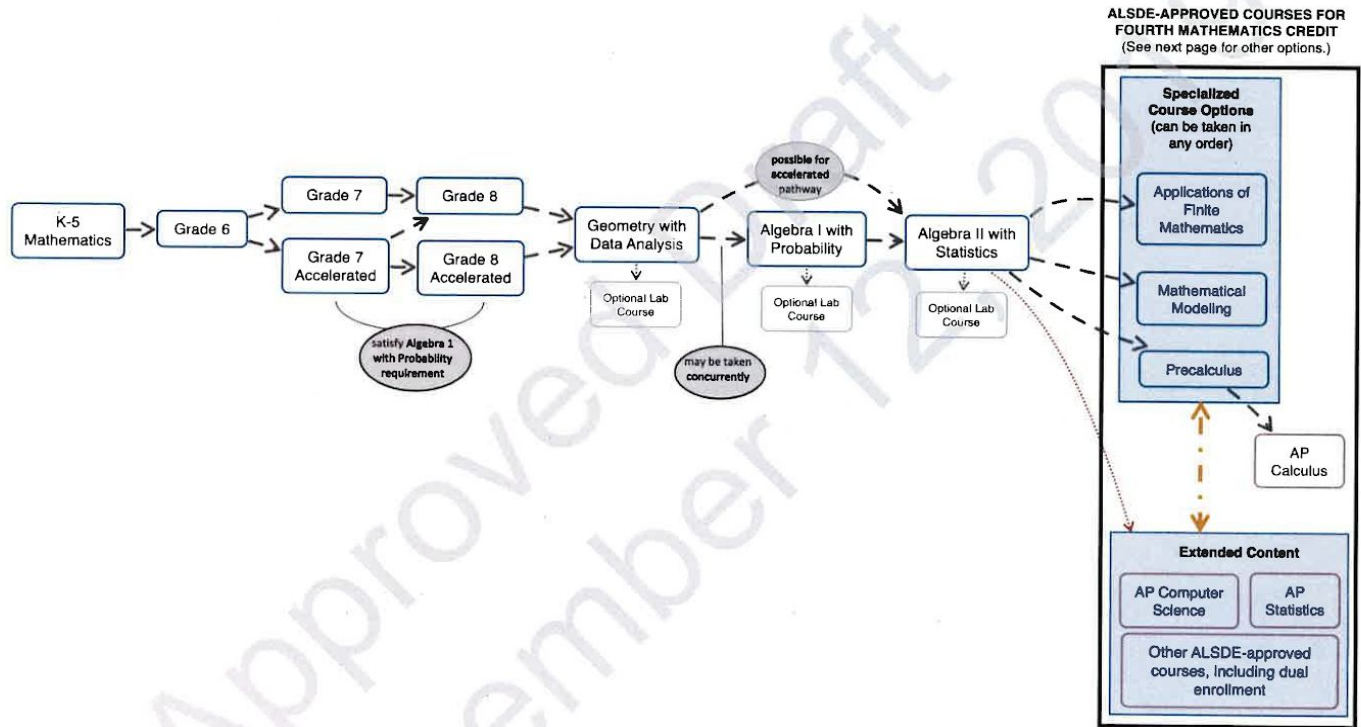 ALSDE-APPROVED COURSES FOR
FOURTH MATHEMATICS CREDIT
(See next page for other options.)
Specialized
Course Options
(can be taken in
any order)
possible for
accelerated
pathway
K-5
Mathematics
Grade 6
Grade 7
Grade 8
Grade 7
Accelerated
Grade 8
Accelerated
satisfy Algebra 1
with Probability
requirement
Geometry with
Data Analysis
Optional Lab
Course
may be taken
concurrently
Algebra I with
Probability
Optional Lab
Course
Algebra II with
Statistics
Optional Lab
Course
Applications of
Finite
Mathematics
Mathematical
Modeling
Precalculus
AP
Calculus
Extended Content
AP Computer
Science
AP
Statistics
Other ALSDE-approved
courses, including dual
enrollment
Approved Draft